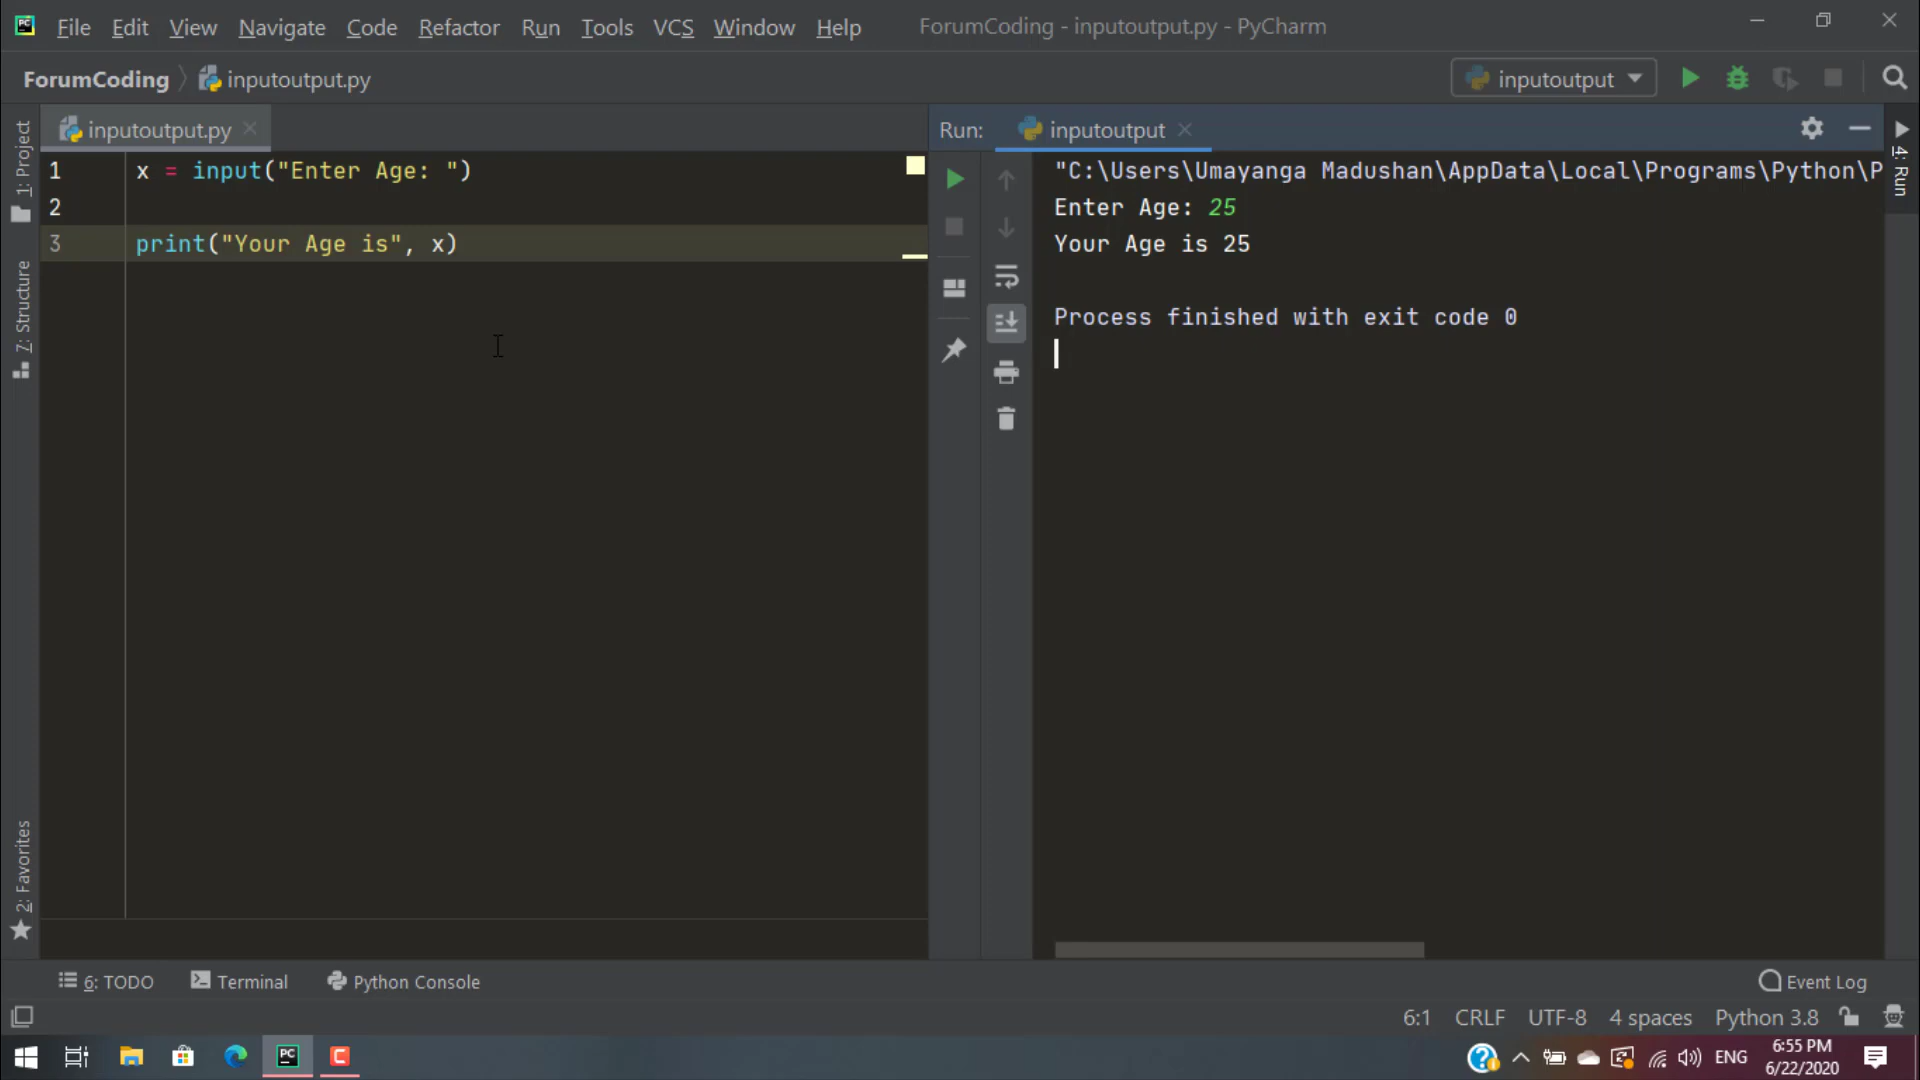 PC File Edit View Navigate Code Refactor Run Tools VCS Window Help ForumCoding - inputoutput.py - PyCharm
ForumCoding inputoutput.py inputoutput
inputoutput.py Run: inputoutput
1: Project
7: Structure
2: Favorites
4: Run
1 x = input("Enter Age: ")
2
3 print("Your Age is", x)
"C:\Users\Umayanga Madushan\AppData\Local\Programs\Python\P
Enter Age: 25
Your Age is 25
Process finished with exit code 0
6: TODO Terminal Python Console Event Log
6:1 CRLF UTF-8 4 spaces Python 3.8
PC C ENG 6:55 PM
6/22/2020